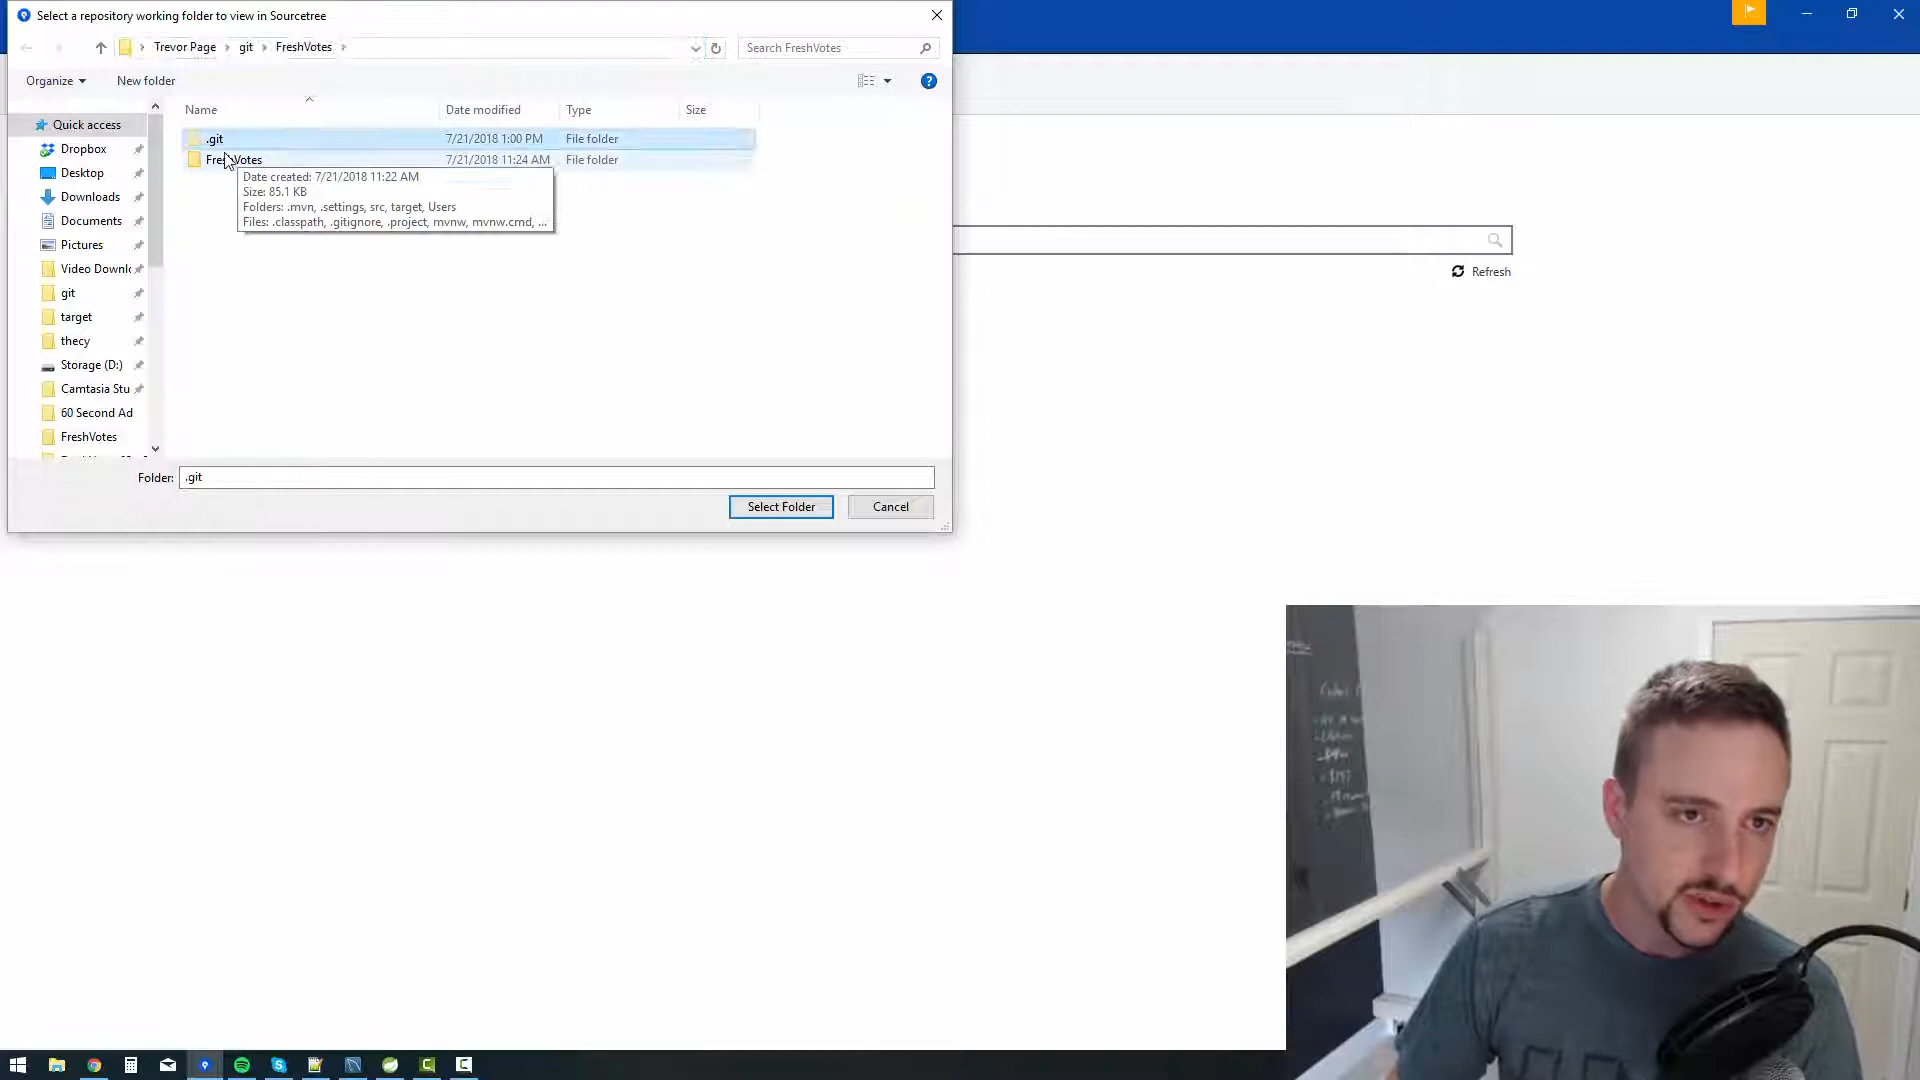 Select a repository working folder to view in Sourcetree
Trevor Page > git > FreshVotes >
Search FreshVotes
Organize
New folder
Name
Date modified
Type
Size
Quick access
.git
7/21/2018 1:00 PM
File folder
Dropbox
FreshVotes
7/21/2018 11:24 AM
File folder
Desktop
Date created: 7/21/2018 11:22 AM
Size: 85.1 KB
Downloads
Folders: .mvn, .settings, src, target, Users
Documents
Files: .classpath, .gitignore, .project, mvnw, mvnw.cmd, ...
Pictures
Video Downl
Refresh
git
target
thecy
Storage (D:)
Camtasia Stu
60 Second Ad
FreshVotes
Folder:
.git
Select Folder
Cancel